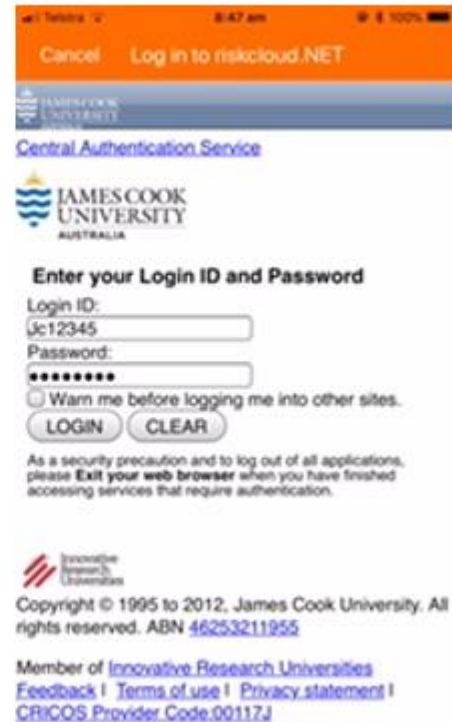 Telstra 8:47 am 100%
Cancel Log in to riskcloud.NET
JAMES COOK
UNIVERSITY
Central Authentication Service
JAMES COOK
UNIVERSITY
AUSTRALIA
Enter your Login ID and Password
Login ID:
Jc12345
Password:
•••••••••
Warn me before logging me into other sites.
LOGIN CLEAR
As a security precaution and to log out of all applications,
please Exit your web browser when you have finished
accessing services that require authentication.
Innovative
Research
Universities
Copyright © 1995 to 2012, James Cook University. All
rights reserved. ABN 46253211955
Member of Innovative Research Universities
Feedback | Terms of use | Privacy statement |
CRICOS Provider Code:00117J